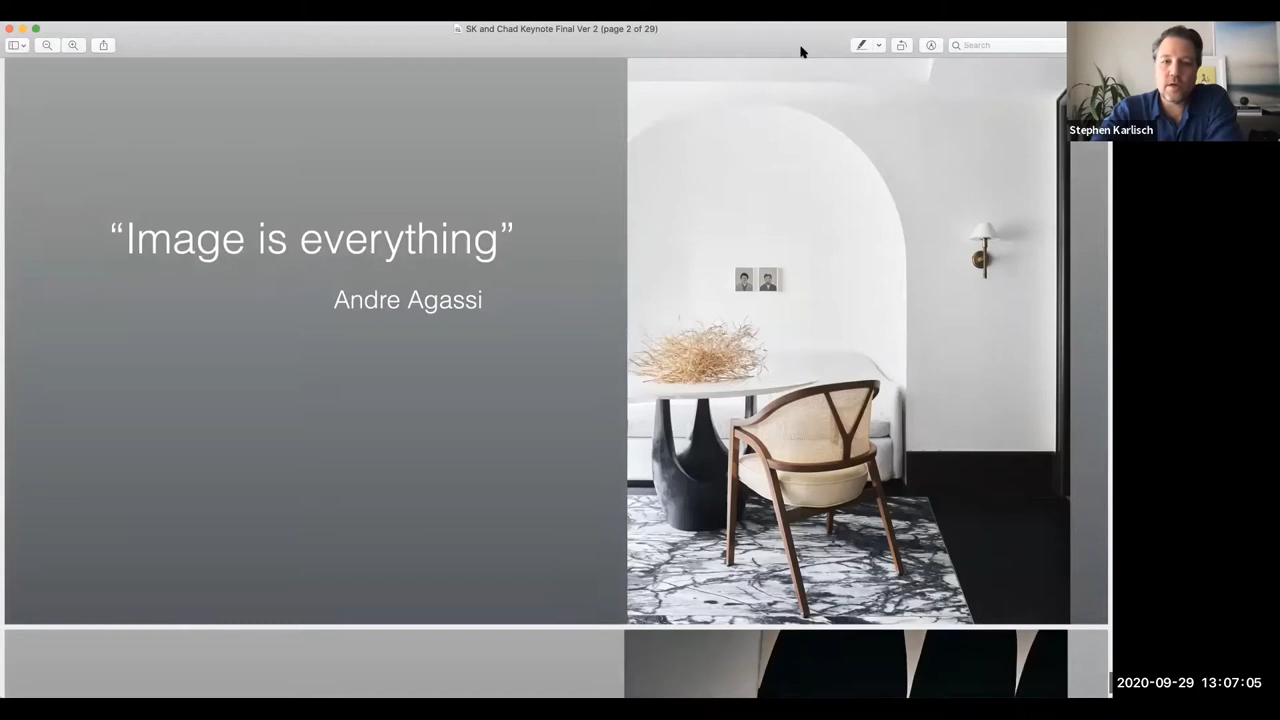 SK and Chad Keynote Final Ver 2 (page 2 of 29)
Search
Stephen Karlisch
“Image is everything”
Andre Agassi
2020-09-29 13:07:05